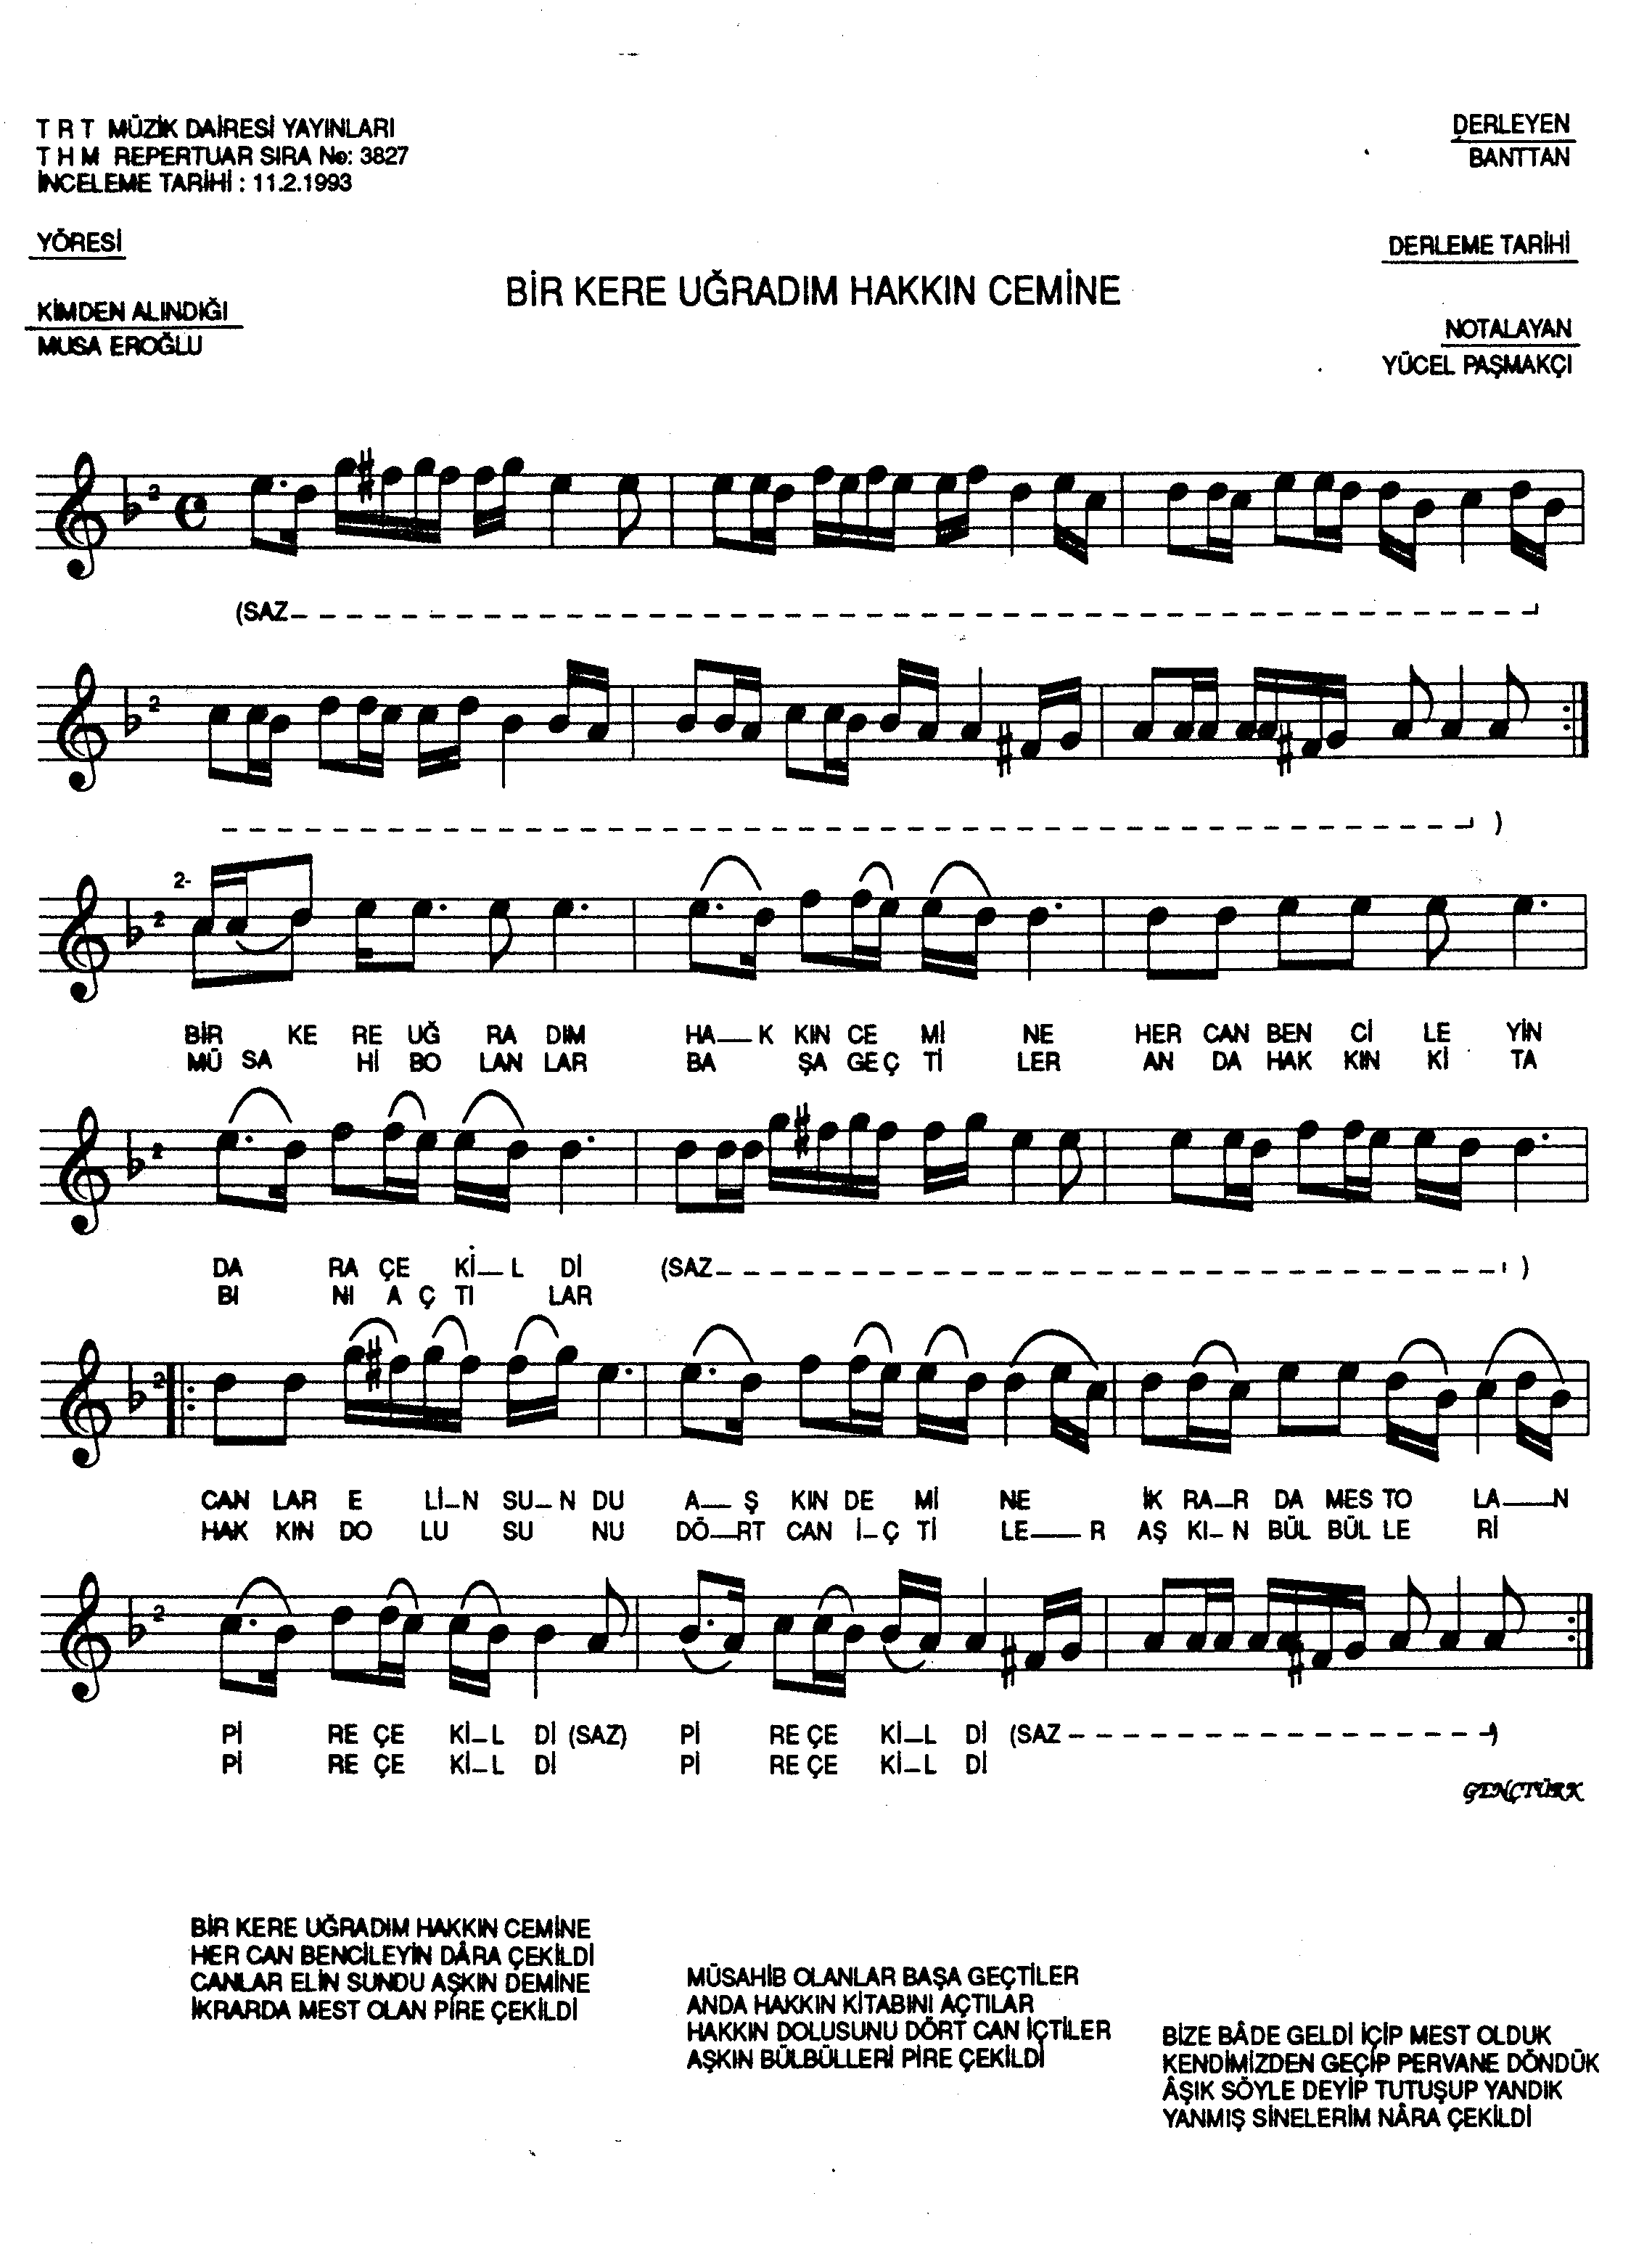 T R T MÜZİK DAİRESİ YAYINLARI
T H M REPERTUAR SIRA No: 3827
İNCELEME TARİHİ : 11.2.1993
DERLEYEN
BANTTAN
YÖRESİ
DERLEME TARİHİ
BİR KERE UĞRADIM HAKKIN CEMİNE
KİMDEN ALINDIĞI
MUSA EROĞLU
NOTALAYAN
YÜCEL PAŞMAKÇI
2
(SAZ
2
)
2-
2
BİR KE RE UĞ RA DIM HA K KIN CE Mİ NE HER CAN BEN Cİ LE YİN
MÜ SA Hİ BO LAN LAR BA ŞA GE Ç Tİ LER AN DA HAK KIN Kİ TA
2
DA RA ÇE Kİ L Dİ (SAZ )
BI NI A Ç TI LAR
2
CAN LAR E Lİ N SU N DU A Ş KIN DE Mİ NE İK RA R DA MES TO LA N
HAK KIN DO LU SU NU DÖ RT CAN İ Ç Tİ LE R AŞ KI N BÜL BÜL LE Rİ
2
Pİ RE ÇE Kİ L Dİ (SAZ) Pİ RE ÇE Kİ L Dİ (SAZ )
Pİ RE ÇE Kİ L Dİ Pİ RE ÇE Kİ L Dİ
GENÇTÜRK
BİR KERE UĞRADIM HAKKIN CEMİNE
HER CAN BENCİLEYİN DÂRA ÇEKİLDİ
CANLAR ELİN SUNDU AŞKIN DEMİNE
İKRARDA MEST OLAN PİRE ÇEKİLDİ
MÜSAHİB OLANLAR BAŞA GEÇTİLER
ANDA HAKKIN KİTABINI AÇTILAR
HAKKIN DOLUSUNU DÖRT CAN İÇTİLER
AŞKIN BÜLBÜLLERİ PİRE ÇEKİLDİ
BİZE BÂDE GELDİ İÇİP MEST OLDUK
KENDİMİZDEN GEÇİP PERVANE DÖNDÜK
ÂŞIK SÖYLE DEYİP TUTUŞUP YANDIK
YANMIŞ SİNELERİM NÂRA ÇEKİLDİ